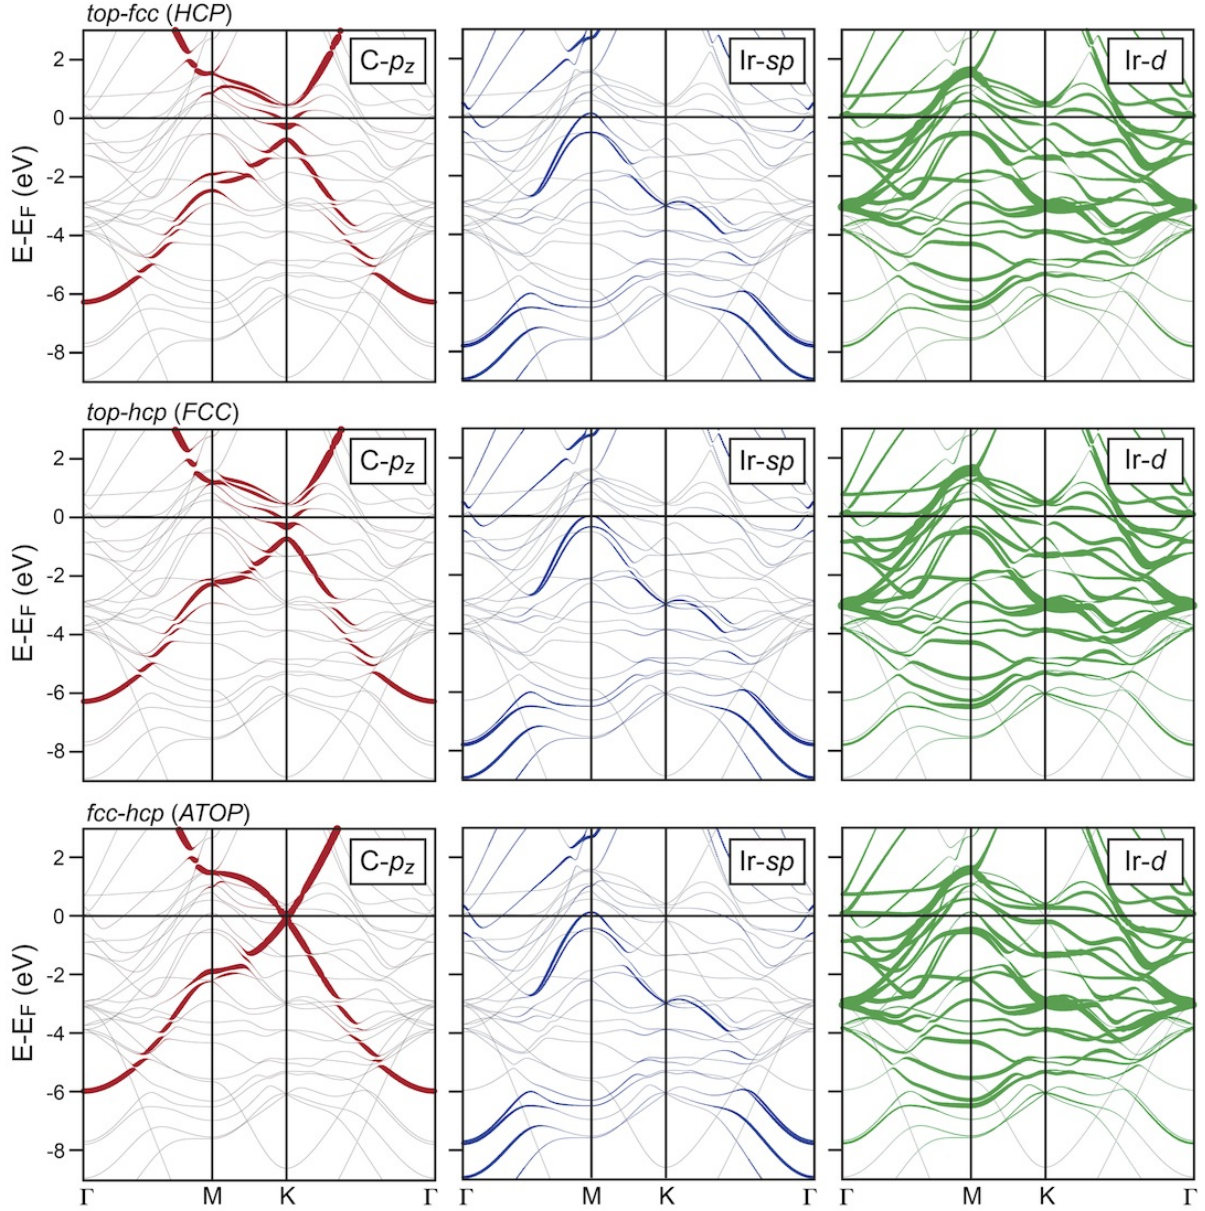 top-fcc (HCP)
C-pz
Ir-sp
Ir-d
E-EF (eV)
2
0
-2
-4
-6
-8
top-hcp (FCC)
C-pz
Ir-sp
Ir-d
E-EF (eV)
2
0
-2
-4
-6
-8
fcc-hcp (ATOP)
C-pz
Ir-sp
Ir-d
E-EF (eV)
2
0
-2
-4
-6
-8
Γ M K Γ
Γ M K Γ
Γ M K Γ